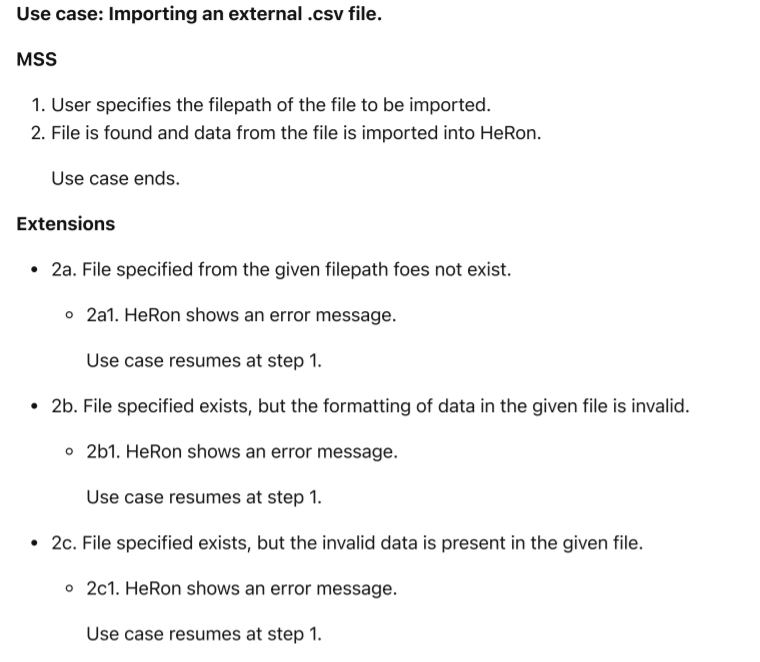 Use case: Importing an external .csv file.
MSS
1. User specifies the filepath of the file to be imported.
2. File is found and data from the file is imported into HeRon.
Use case ends.
Extensions
• 2a. File specified from the given filepath foes not exist.
◦ 2a1. HeRon shows an error message.
Use case resumes at step 1.
• 2b. File specified exists, but the formatting of data in the given file is invalid.
◦ 2b1. HeRon shows an error message.
Use case resumes at step 1.
• 2c. File specified exists, but the invalid data is present in the given file.
◦ 2c1. HeRon shows an error message.
Use case resumes at step 1.